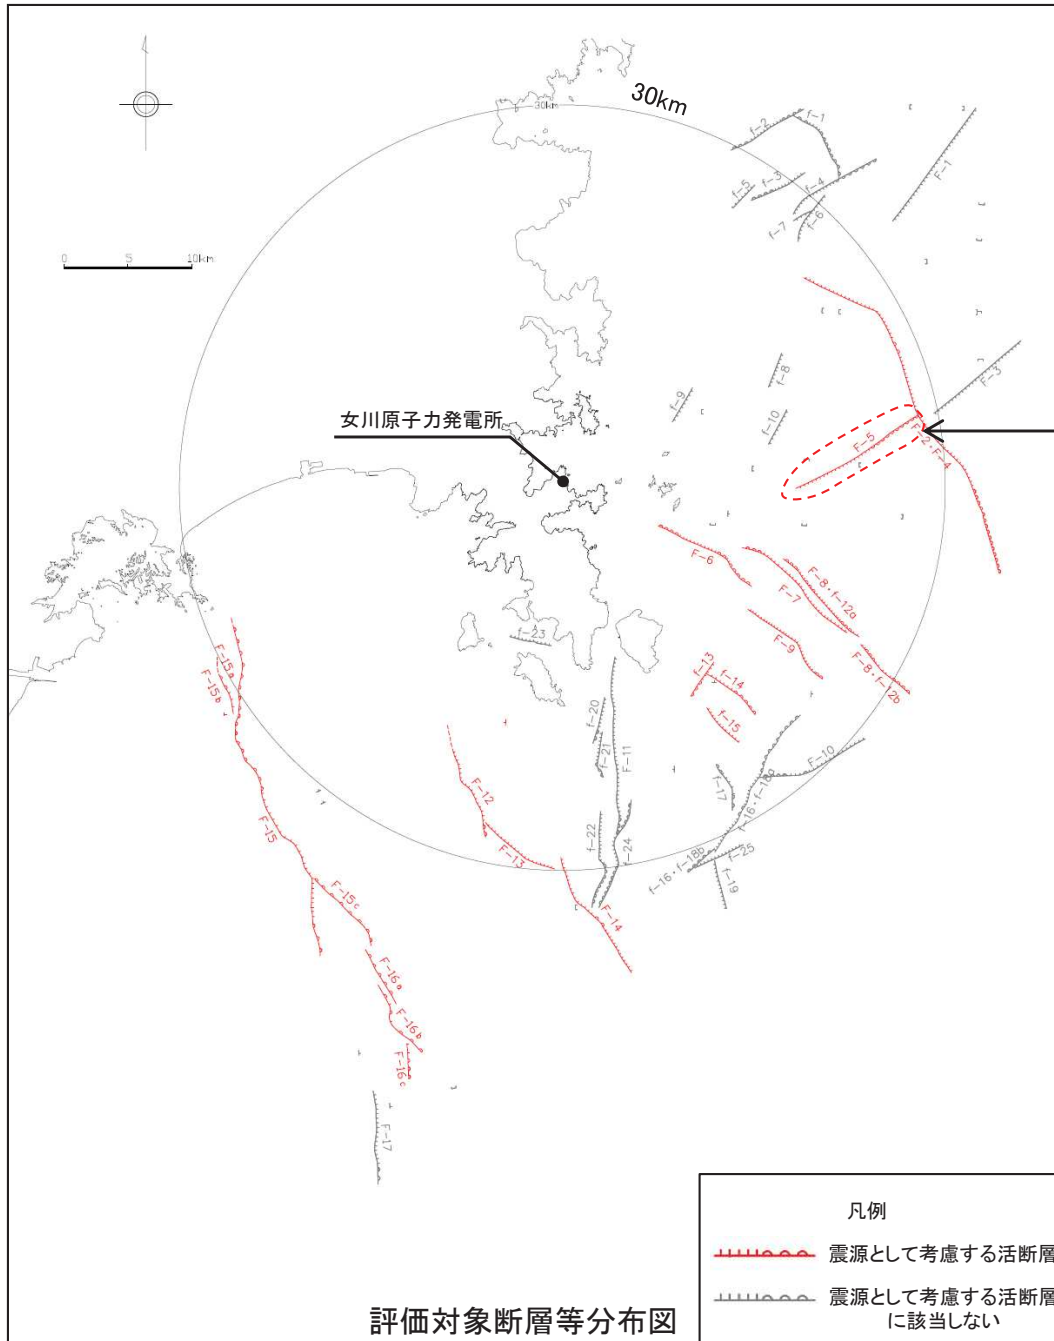 30km
30km
f-2
f-1
F-1
f-5
f-3
f-4
f-7
f-6
0 5 10km
F-3
f-8
f-9
f-10
女川原子力発電所
F-5
F-2・F-4
F-6
F-8・f-12a
F-7
F-9
F-8・f-12b
f-23
f-13
f-14
f-15
F-15a
F-15b
f-20
f-21
F-11
F-10
f-17
f-16・f-18a
F-12
F-15
F-13
f-22
f-24
f-16・f-18b
f-25
f-19
F-15c
F-14
F-16a
F-16b
F-16c
F-17
凡例
震源として考慮する活断層
震源として考慮する活断層
に該当しない
評価対象断層等分布図